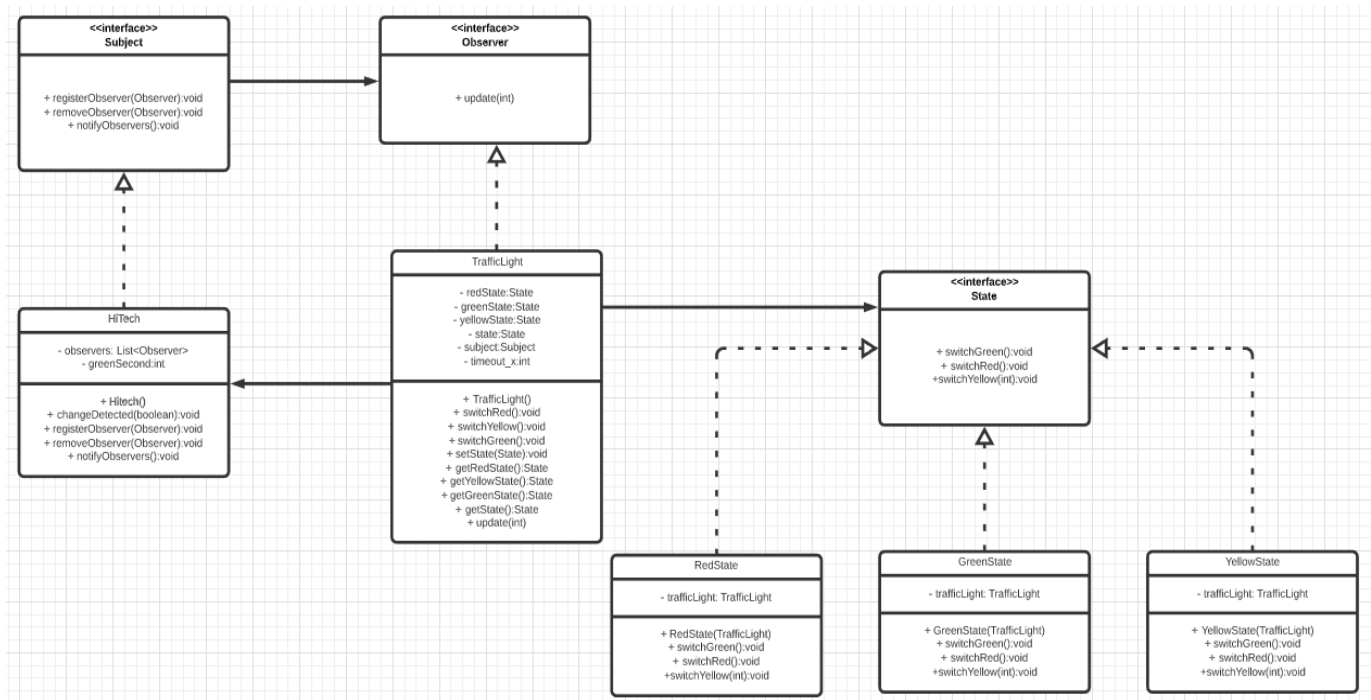 <<interface>>
Subject
+ registerObserver(Observer):void
+ removeObserver(Observer):void
+ notifyObservers():void
<<interface>>
Observer
+ update(int)
HiTech
- observers: List<Observer>
- greenSecond:int
+ Hitech()
+ changeDetected(boolean):void
+ registerObserver(Observer):void
+ removeObserver(Observer):void
+ notifyObservers():void
TrafficLight
- redState:State
- greenState:State
- yellowState:State
- state:State
- subject:Subject
- timeout_x:int
+ TrafficLight()
+ switchRed():void
+ switchYellow():void
+ switchGreen():void
+ setState(State):void
+ getRedState():State
+ getYellowState():State
+ getGreenState():State
+ getState():State
+ update(int)
<<interface>>
State
+ switchGreen():void
+ switchRed():void
+switchYellow(int):void
RedState
- trafficLight: TrafficLight
+ RedState(TrafficLight)
+ switchGreen():void
+ switchRed():void
+switchYellow(int):void
GreenState
- trafficLight: TrafficLight
+ GreenState(TrafficLight)
+ switchGreen():void
+ switchRed():void
+switchYellow(int):void
YellowState
- trafficLight: TrafficLight
+ YellowState(TrafficLight)
+ switchGreen():void
+ switchRed():void
+switchYellow(int):void